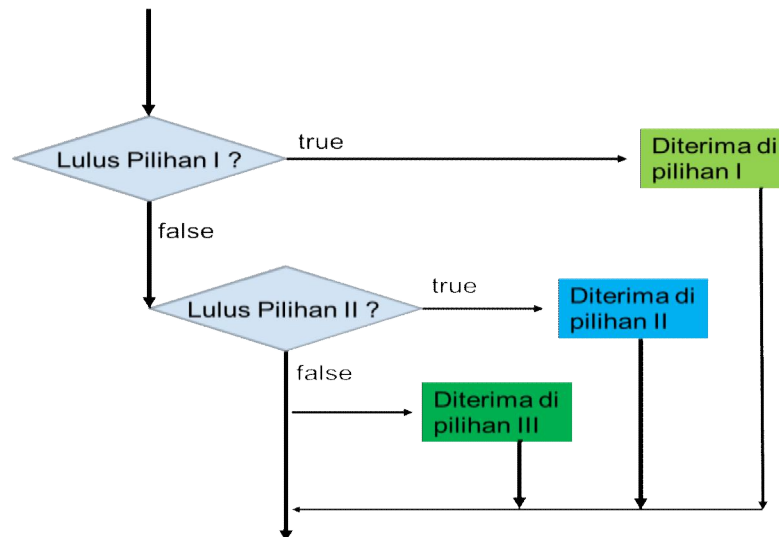 Lulus Pilihan I ?
true
Diterima di
pilihan I
false
Lulus Pilihan II ?
true
Diterima di
pilihan II
false
Diterima di
pilihan III